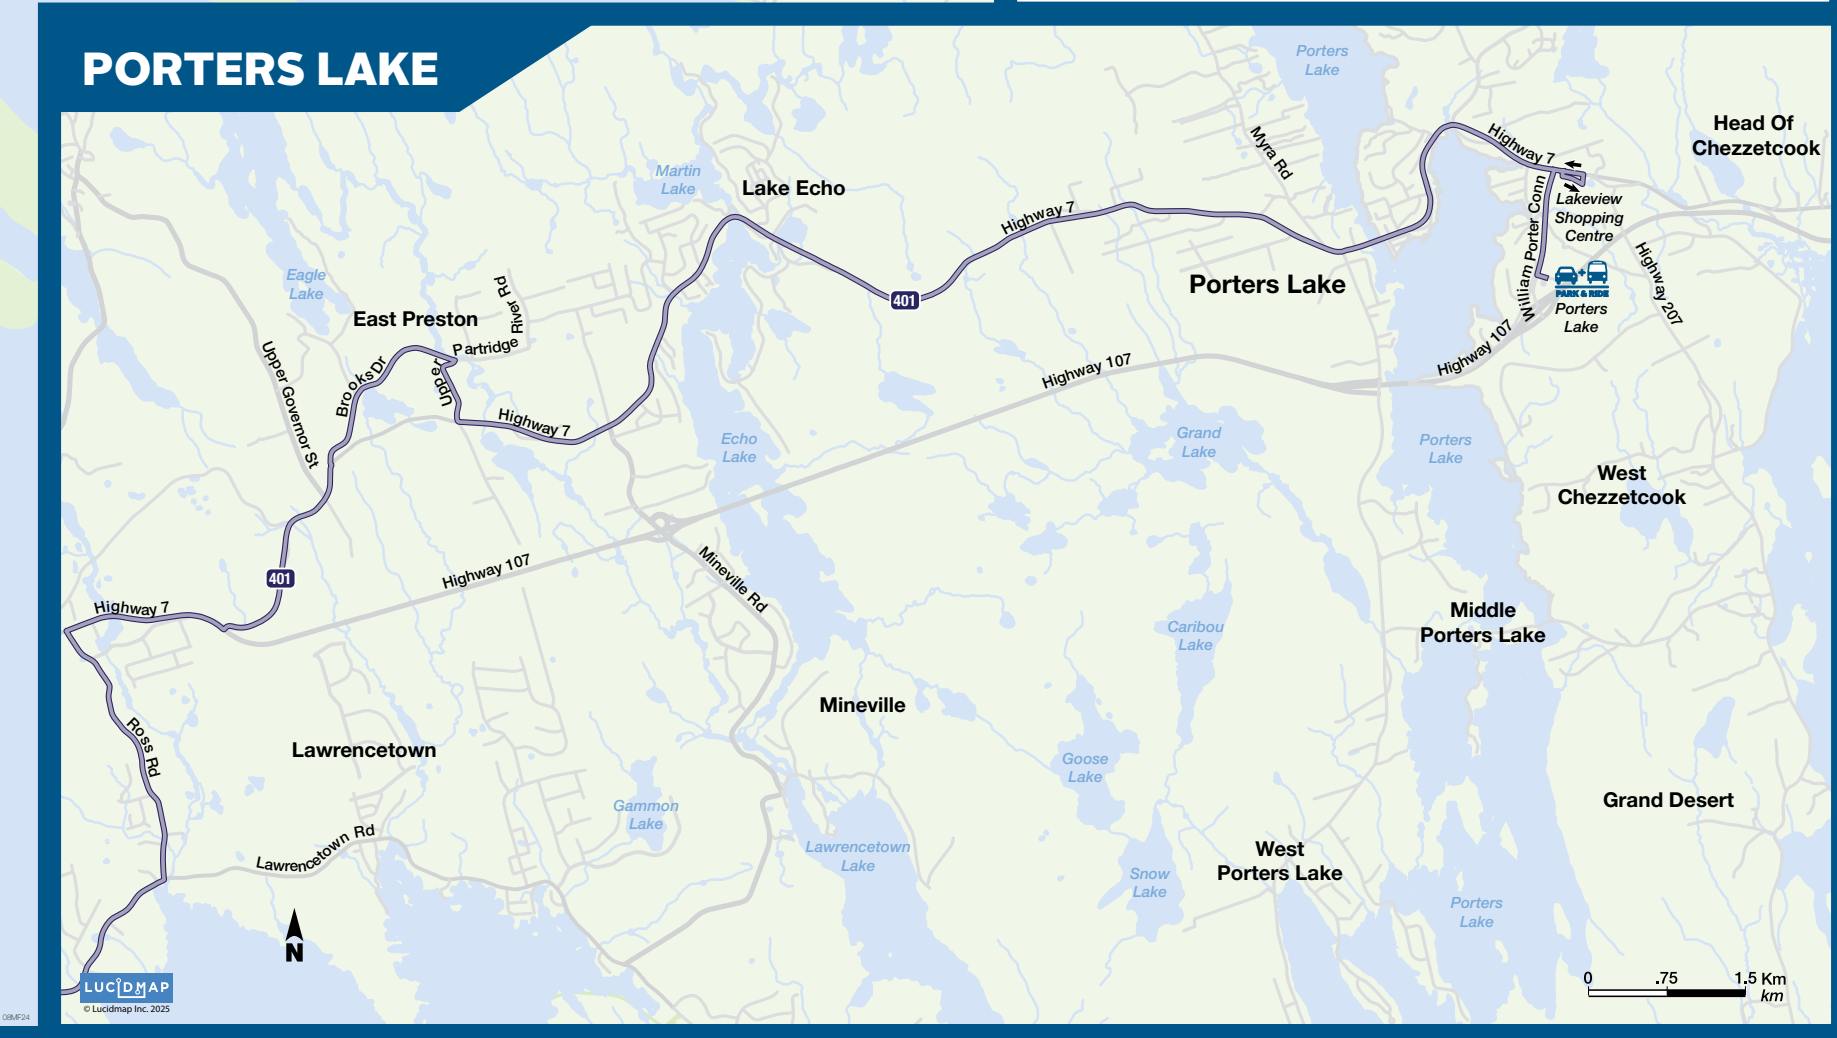 PORTERS LAKE
Porters
Lake
Head Of
Chezzetcook
Highway 7
Myra Rd
Martin
Lake
Lake Echo
Highway 7
William Porter Conn
Lakeview
Shopping
Centre
Highway 207
Porters Lake
PARK & RIDE
Porters
Lake
Eagle
Lake
River Rd
401
East Preston
Partridge
Upper
Brooks Dr
Upper Governor St
Highway 107
Highway 107
Highway 7
Echo
Lake
Grand
Lake
Porters
Lake
West
Chezzetcook
Highway 107
Mineville Rd
401
Highway 7
Caribou
Lake
Middle
Porters Lake
Mineville
Ross Rd
Lawrencetown
Goose
Lake
Gammon
Lake
Grand Desert
Lawrencetown Rd
Lawrencetown
Lake
West
Porters Lake
Snow
Lake
Porters
Lake
N
LUCIDMAP
© Lucidmap Inc. 2025
0 .75 1.5 Km
km
08MF24